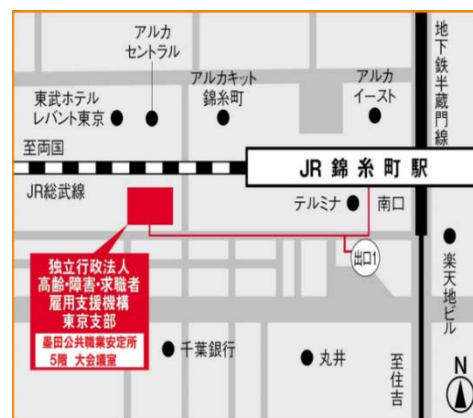 アルカ
セントラル
アルカキット
錦糸町
アルカ
イースト
東武ホテル
レバント東京
地下鉄半蔵門線
至両国
JR 錦糸町駅
JR総武線
テルミナ
南口
出口1
独立行政法人
高齢・障害・求職者
雇用支援機構
東京支部
墨田公共職業安定所
5階 大会議室
楽天地ビル
千葉銀行
丸井
至住吉
N